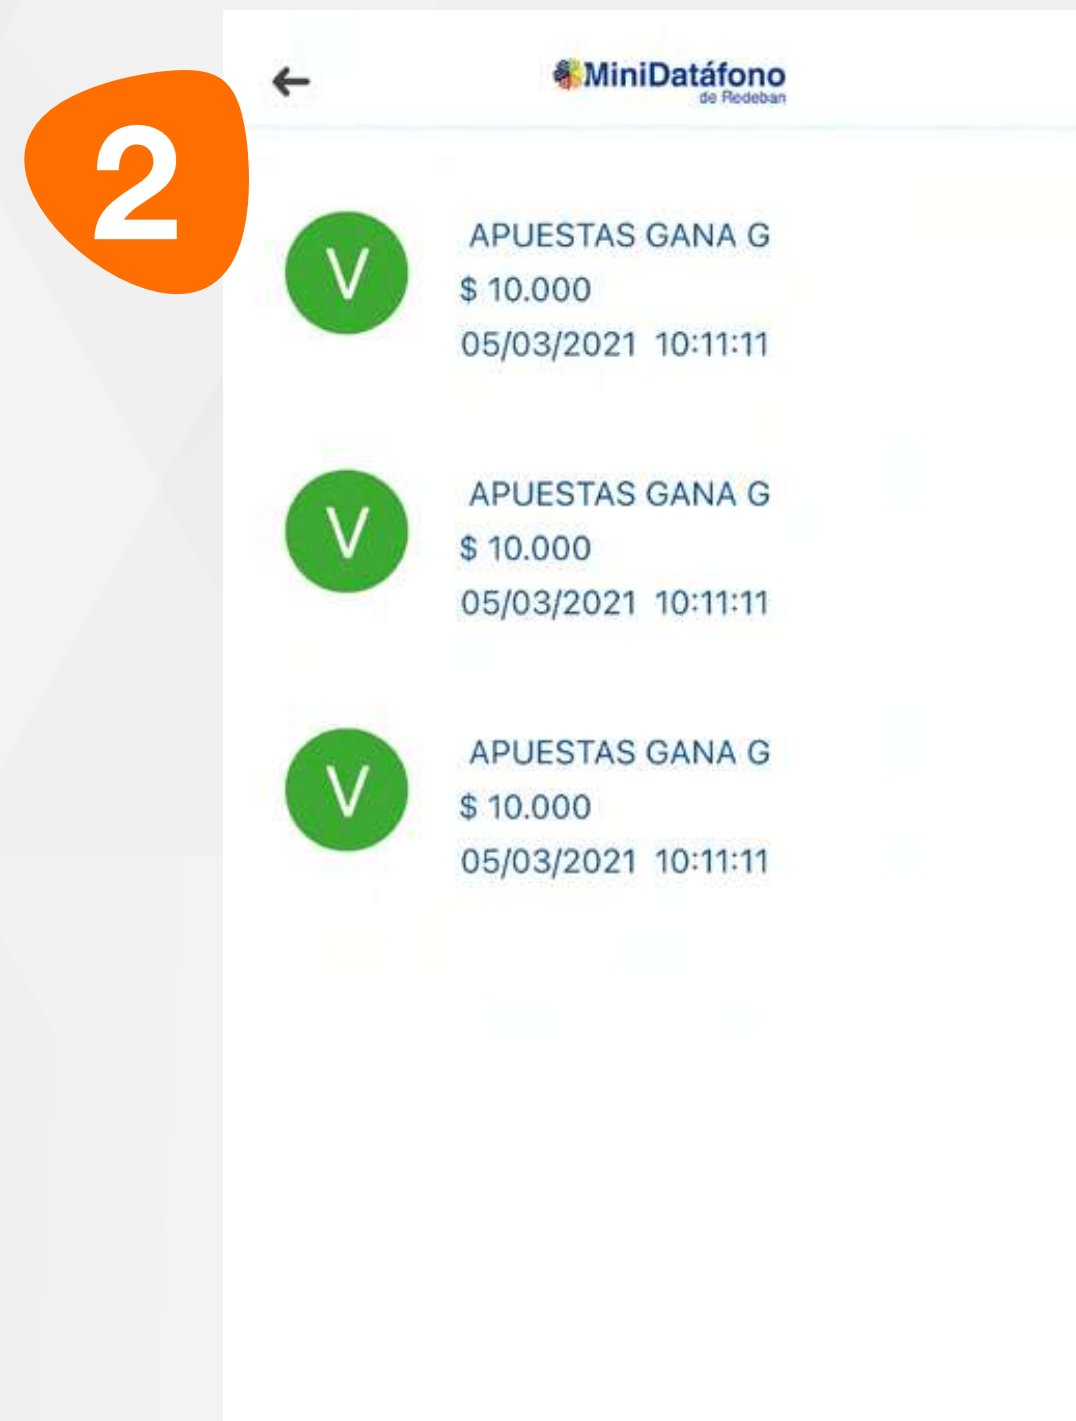 MiniDatáfono
de Redeban
2
V
APUESTAS GANA G
$ 10.000
05/03/2021 10:11:11
V
APUESTAS GANA G
$ 10.000
05/03/2021 10:11:11
V
APUESTAS GANA G
$ 10.000
05/03/2021 10:11:11